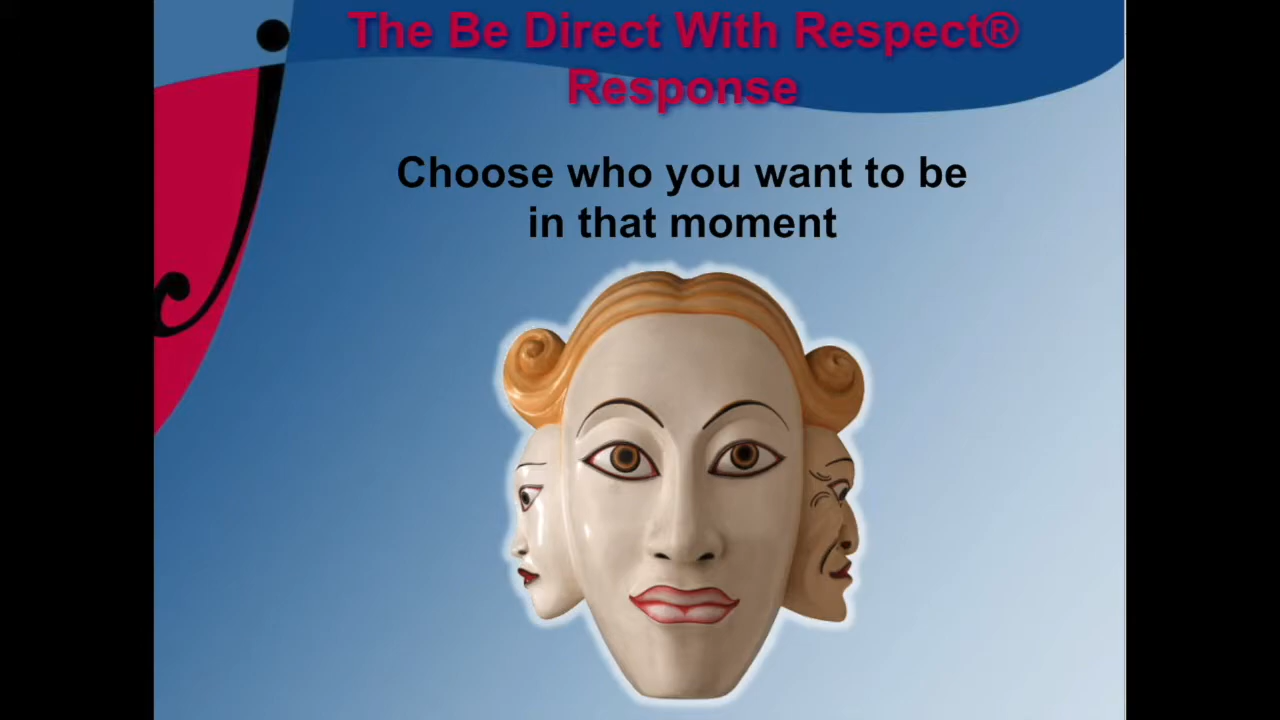 The Be Direct With Respect®
Response
Choose who you want to be
in that moment